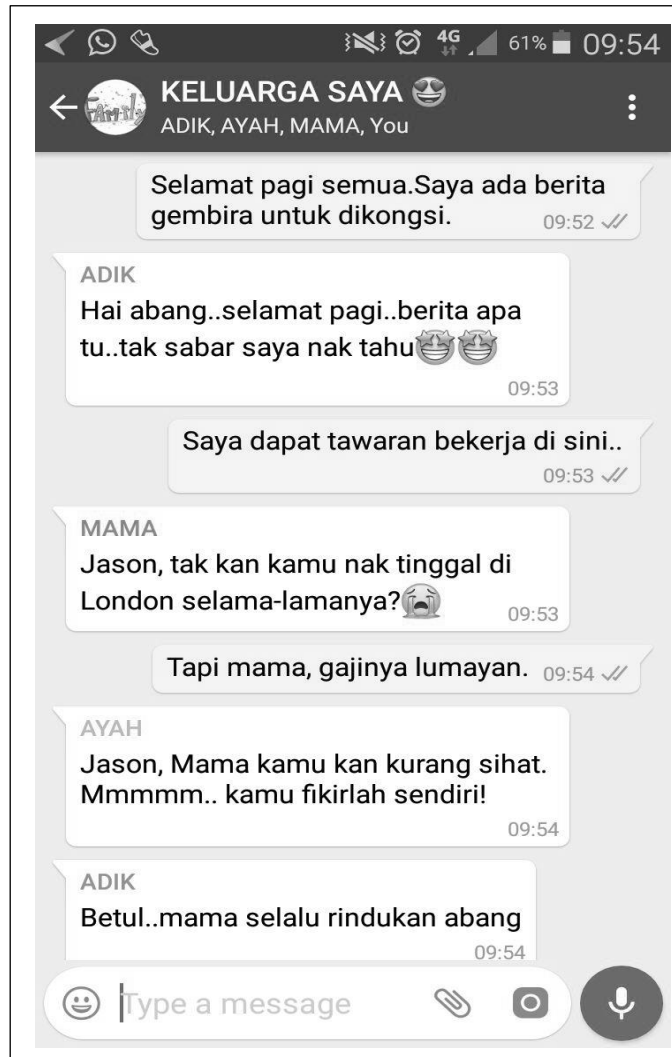 4G 61% 09:54
KELUARGA SAYA 🤩
ADIK, AYAH, MAMA, You
Selamat pagi semua.Saya ada berita
gembira untuk dikongsi. 09:52
ADIK
Hai abang..selamat pagi..berita apa
tu..tak sabar saya nak tahu🤩🤩
09:53
Saya dapat tawaran bekerja di sini..
09:53
MAMA
Jason, tak kan kamu nak tinggal di
London selama-lamanya?😭 09:53
Tapi mama, gajinya lumayan. 09:54
AYAH
Jason, Mama kamu kan kurang sihat.
Mmmmm.. kamu fikirlah sendiri!
09:54
ADIK
Betul..mama selalu rindukan abang
09:54
Type a message